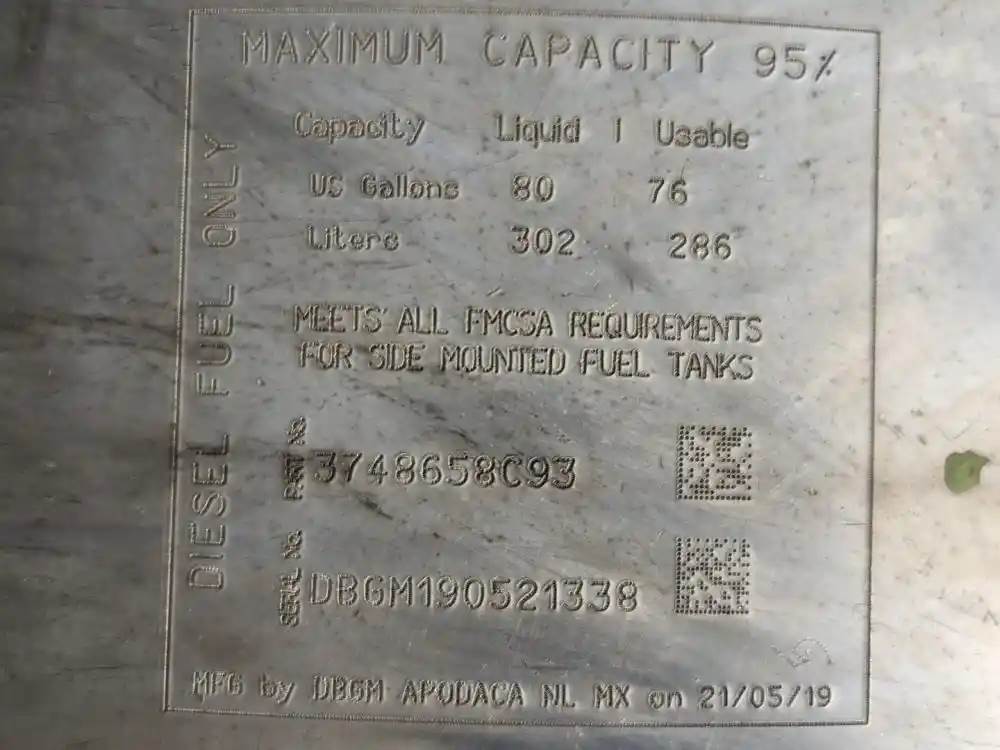 MAXIMUM CAPACITY 95%
Capacity Liquid | Usable
US Gallons 80 76
Liters 302 286
MEETS ALL FMCSA REQUIREMENTS
FOR SIDE MOUNTED FUEL TANKS
PART NO. 3748658C93
SERIAL NO. DBGM190521338
MFG by DBGM APODACA NL MX on 21/05/19
DIESEL FUEL ONLY